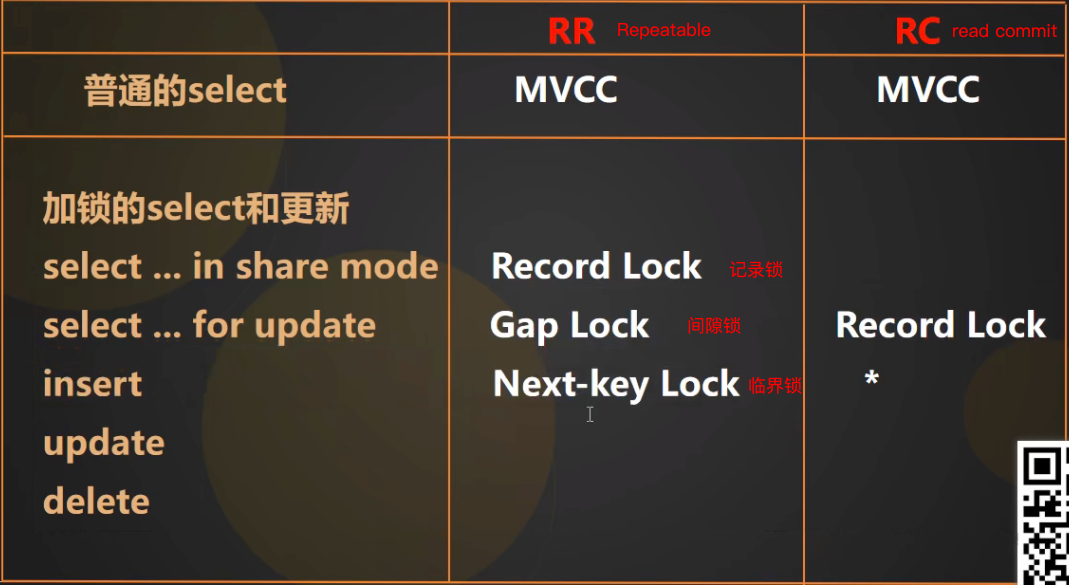 RR Repeatable RC read commit
普通的select MVCC MVCC
加锁的select和更新
select ... in share mode Record Lock 记录锁
select ... for update Gap Lock 间隙锁 Record Lock
insert Next-key Lock 临界锁 *
update
delete